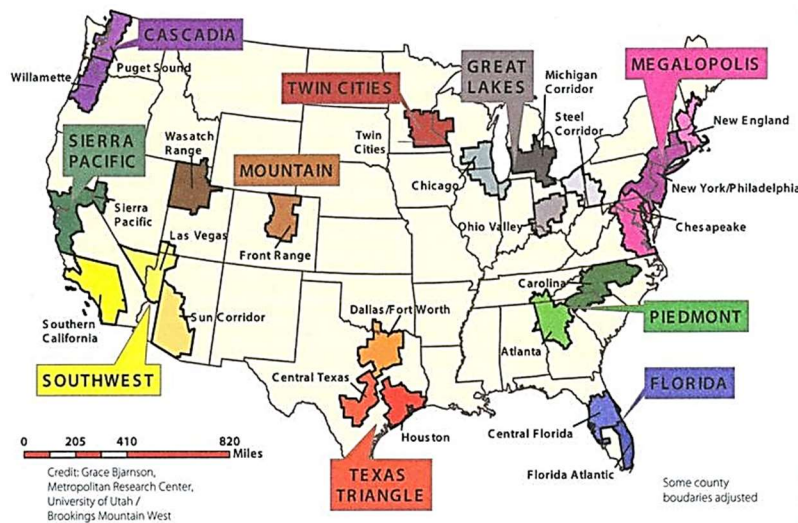 CASCADIA
Willamette
Puget Sound
TWIN CITIES
GREAT
LAKES
Michigan
Corridor
MEGALOPOLIS
Steel
Corridor
New England
SIERRA
PACIFIC
Wasatch
Range
MOUNTAIN
Twin
Cities
Chicago
New York/Philadelphia
Sierra
Pacific
Las Vegas
Front Range
Ohio Valley
Chesapeake
Carolina
Southern
California
Sun Corridor
Dallas/Fort Worth
PIEDMONT
Atlanta
SOUTHWEST
Central Texas
FLORIDA
Houston
Central Florida
Florida Atlantic
0 205 410 820
Miles
TEXAS
TRIANGLE
Credit: Grace Bjarnson,
Metropolitan Research Center,
University of Utah /
Brookings Mountain West
Some county
boudaries adjusted